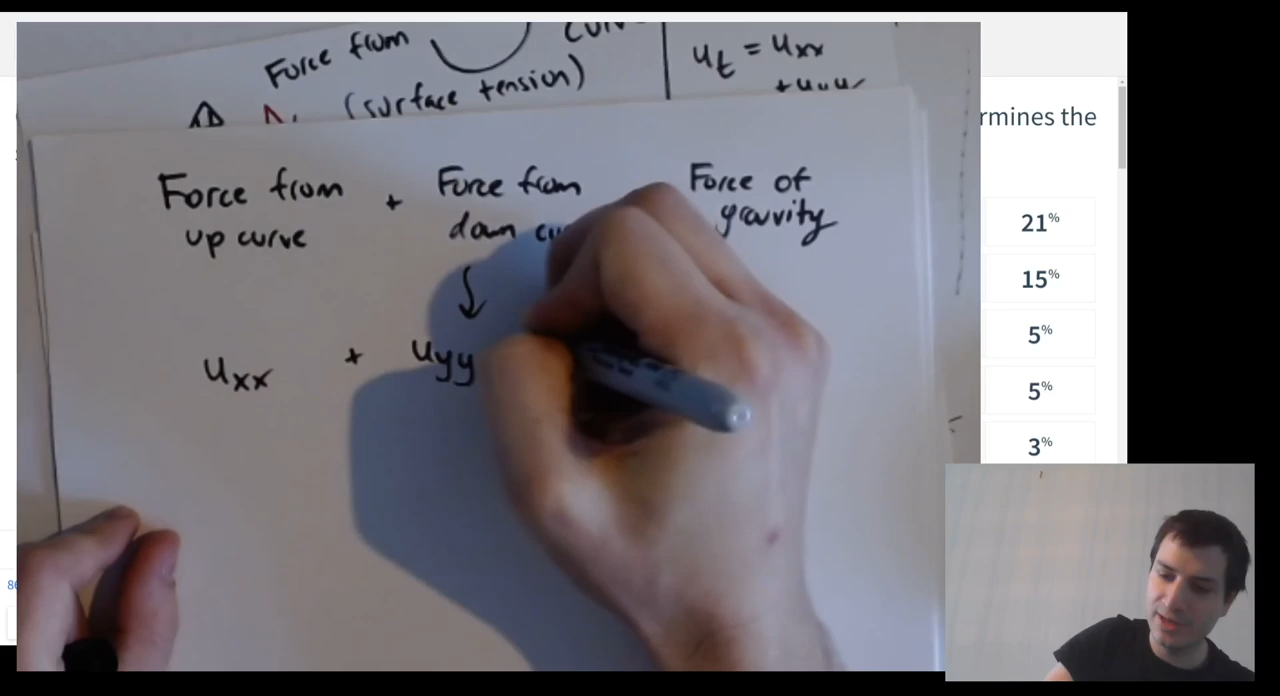 Force from
(surface tension)
u_t = u_xx
rmines the
Force from + Force from Force of
up curve down gravity
↓
u_xx + u_yy
21%
15%
5%
5%
3%